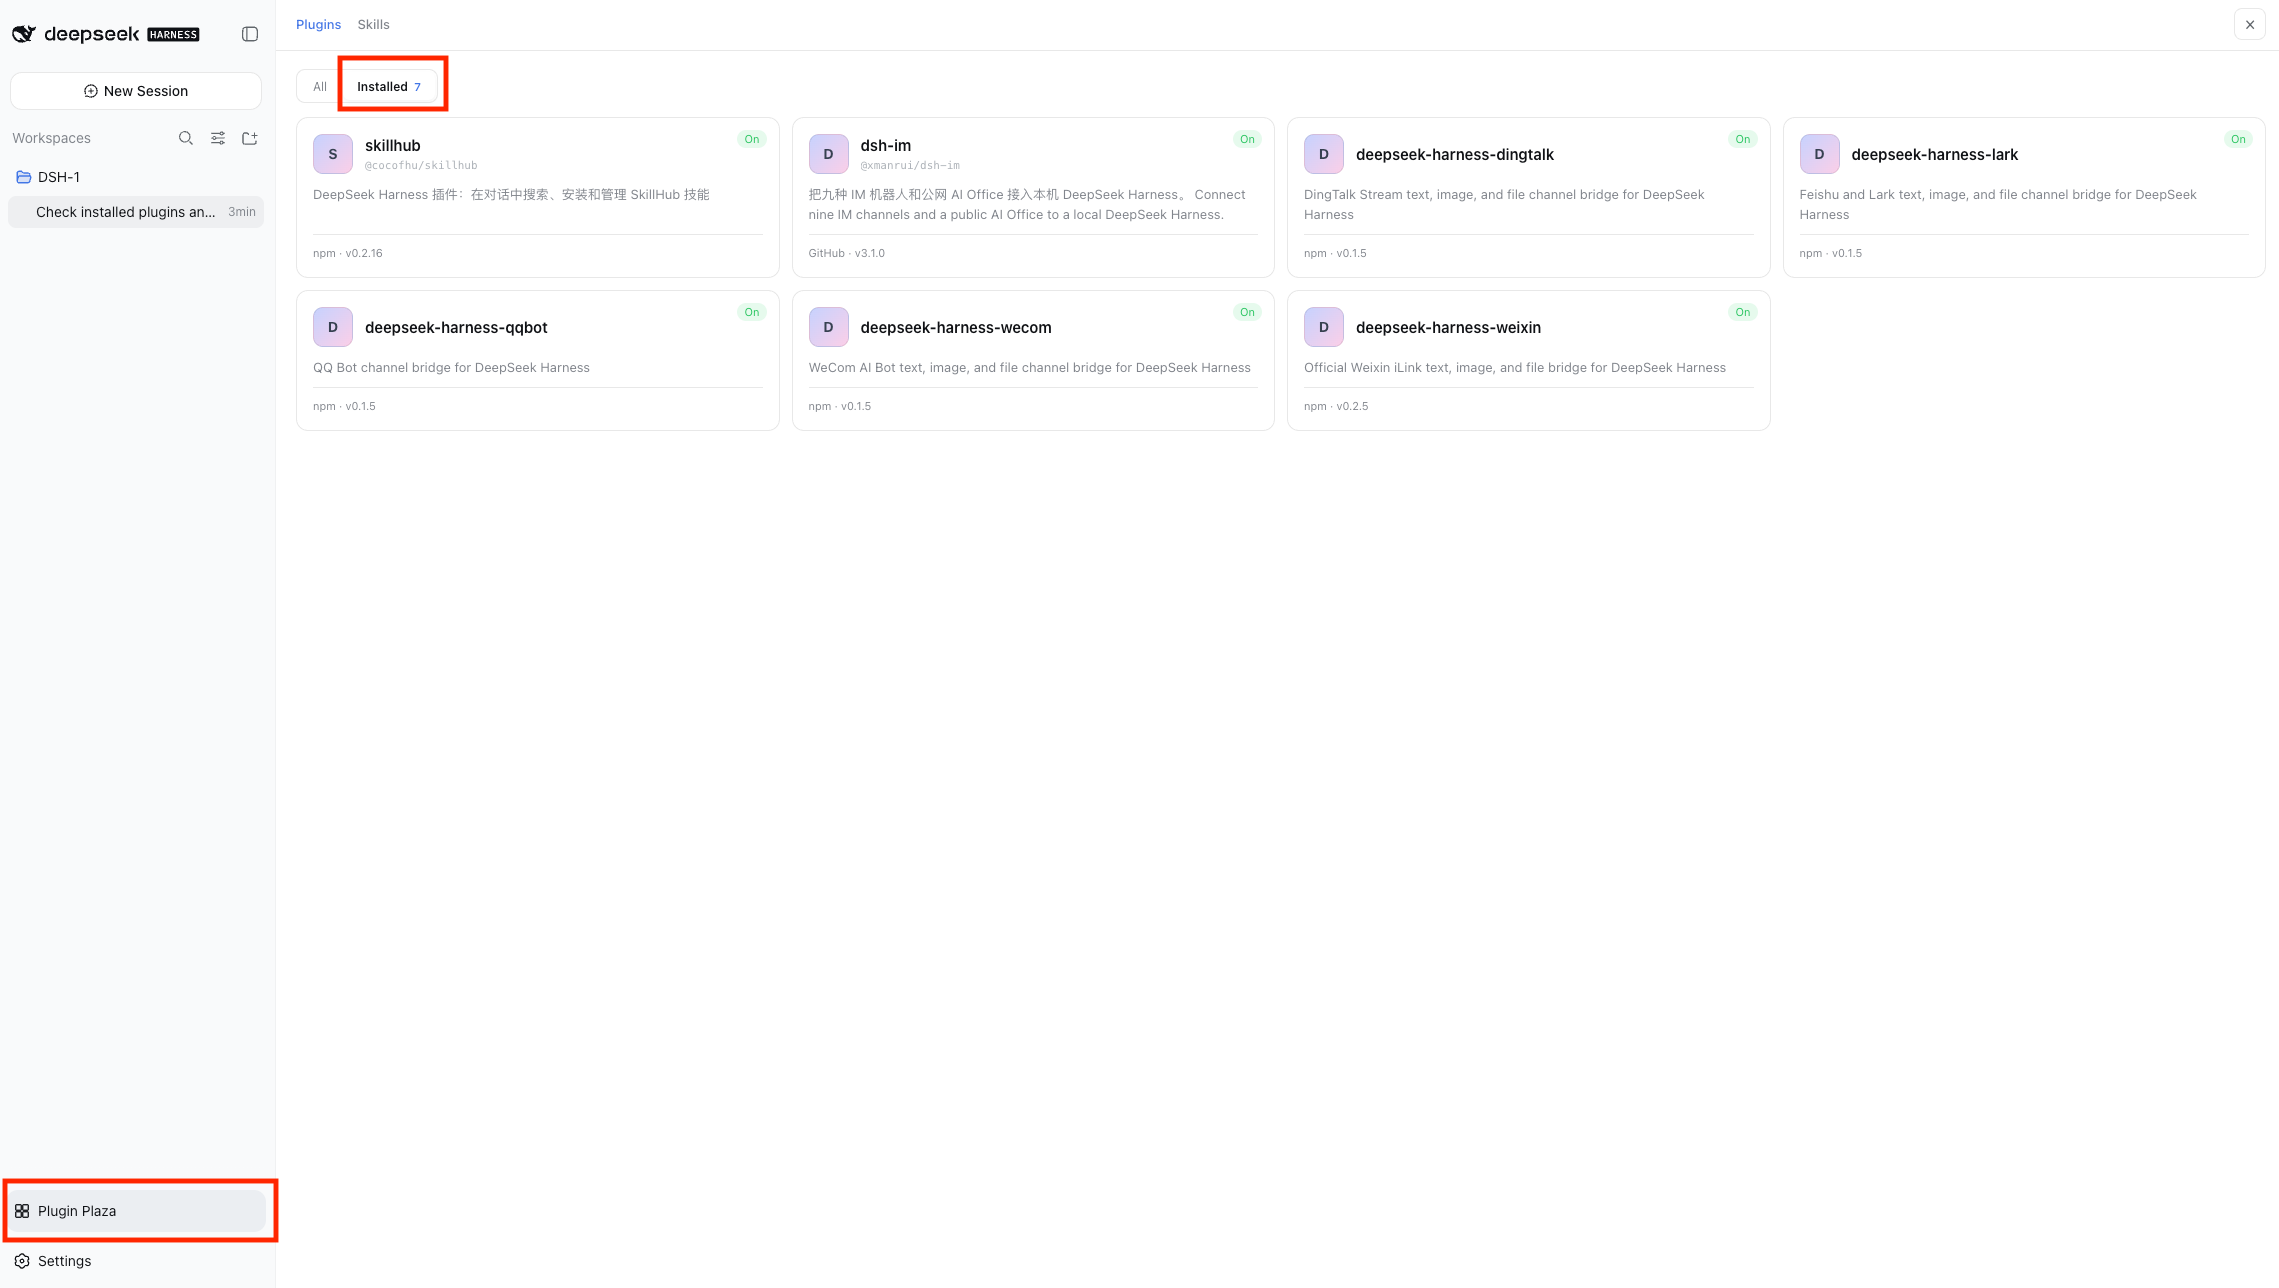 deepseek HARNESS
New Session
Workspaces
DSH-1
Check installed plugins an... 3min
Plugin Plaza
Settings
Plugins Skills
All Installed 7
S
skillhub
@cocofhu/skillhub
On
DeepSeek Harness 插件：在对话中搜索、安装和管理 SkillHub 技能
npm · v0.2.16
D
dsh-im
@xmanrui/dsh-im
On
把九种 IM 机器人和公网 AI Office 接入本机 DeepSeek Harness。 Connect
nine IM channels and a public AI Office to a local DeepSeek Harness.
GitHub · v3.1.0
D
deepseek-harness-dingtalk
On
DingTalk Stream text, image, and file channel bridge for DeepSeek
Harness
npm · v0.1.5
D
deepseek-harness-lark
On
Feishu and Lark text, image, and file channel bridge for DeepSeek
Harness
npm · v0.1.5
D
deepseek-harness-qqbot
On
QQ Bot channel bridge for DeepSeek Harness
npm · v0.1.5
D
deepseek-harness-wecom
On
WeCom AI Bot text, image, and file channel bridge for DeepSeek Harness
npm · v0.1.5
D
deepseek-harness-weixin
On
Official Weixin iLink text, image, and file bridge for DeepSeek Harness
npm · v0.2.5